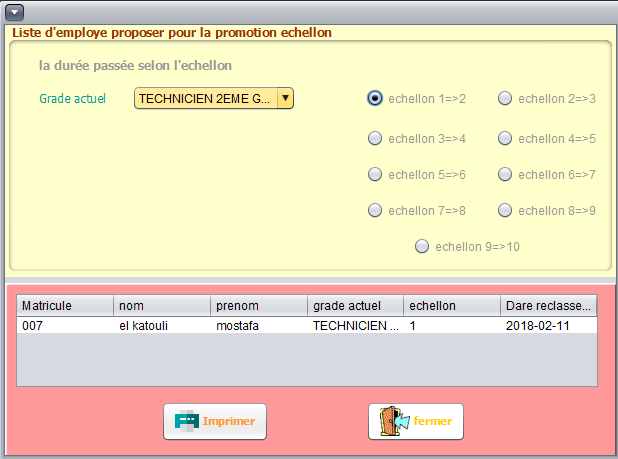 Liste d'employe proposer pour la promotion echellon
la durée passée selon l'echellon
Grade actuel TECHNICIEN 2EME G... echellon 1=>2 echellon 2=>3
echellon 3=>4 echellon 4=>5
echellon 5=>6 echellon 6=>7
echellon 7=>8 echellon 8=>9
echellon 9=>10
Matricule nom prenom grade actuel echellon Dare reclasse...
007 el katouli mostafa TECHNICIEN ... 1 2018-02-11
Imprimer fermer